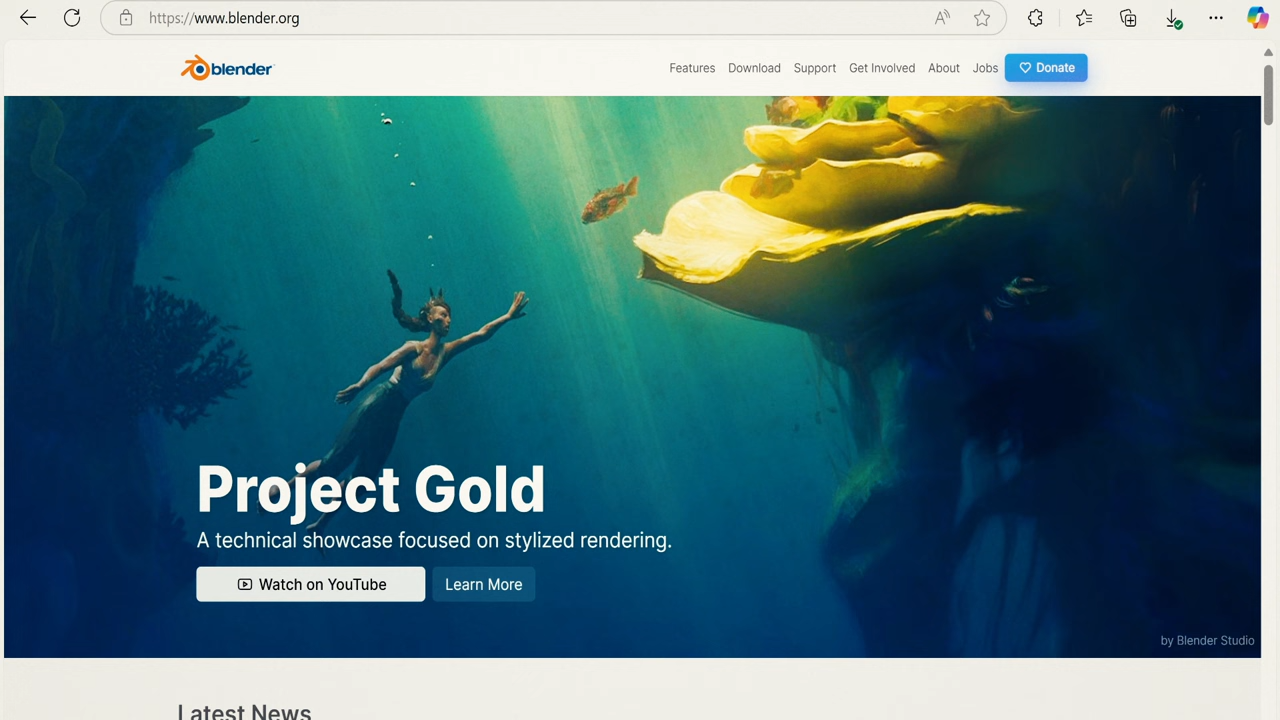 https://www.blender.org
blender
Features Download Support Get Involved About Jobs Donate
Project Gold
A technical showcase focused on stylized rendering.
Watch on YouTube Learn More
by Blender Studio
Latest News